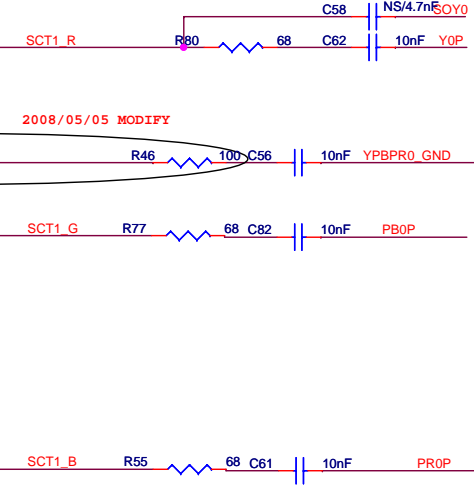 C58 NS/4.7nF SOY0
SCT1_R R80 68 C62 10nF Y0P
2008/05/05 MODIFY
R46 100 C56 10nF YPBPR0_GND
SCT1_G R77 68 C82 10nF PB0P
SCT1_B R55 68 C61 10nF PR0P